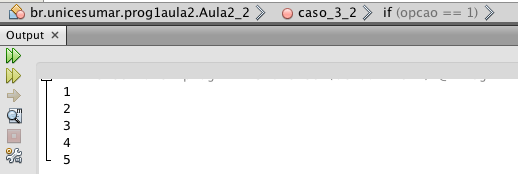 br.unicesumar.prog1aula2.Aula2_2 caso_3_2 if (opcao == 1)
Output ×
1
2
3
4
5